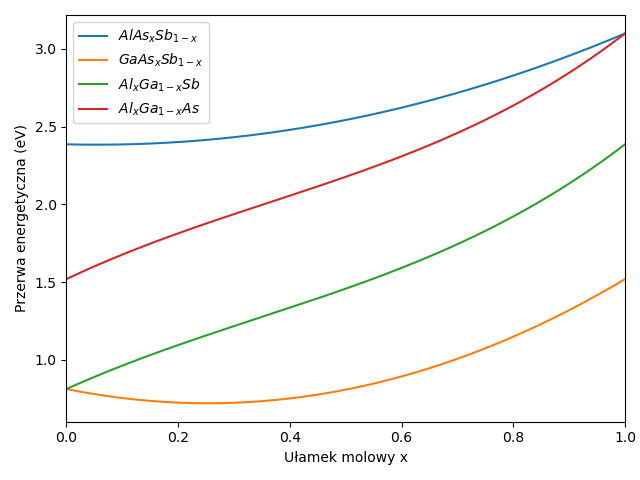 AlAsₓSb₁₋ₓ
GaAsₓSb₁₋ₓ
AlₓGa₁₋ₓSb
AlₓGa₁₋ₓAs
Przerwa energetyczna (eV)
3.0
2.5
2.0
1.5
1.0
0.0 0.2 0.4 0.6 0.8 1.0
Ułamek molowy x